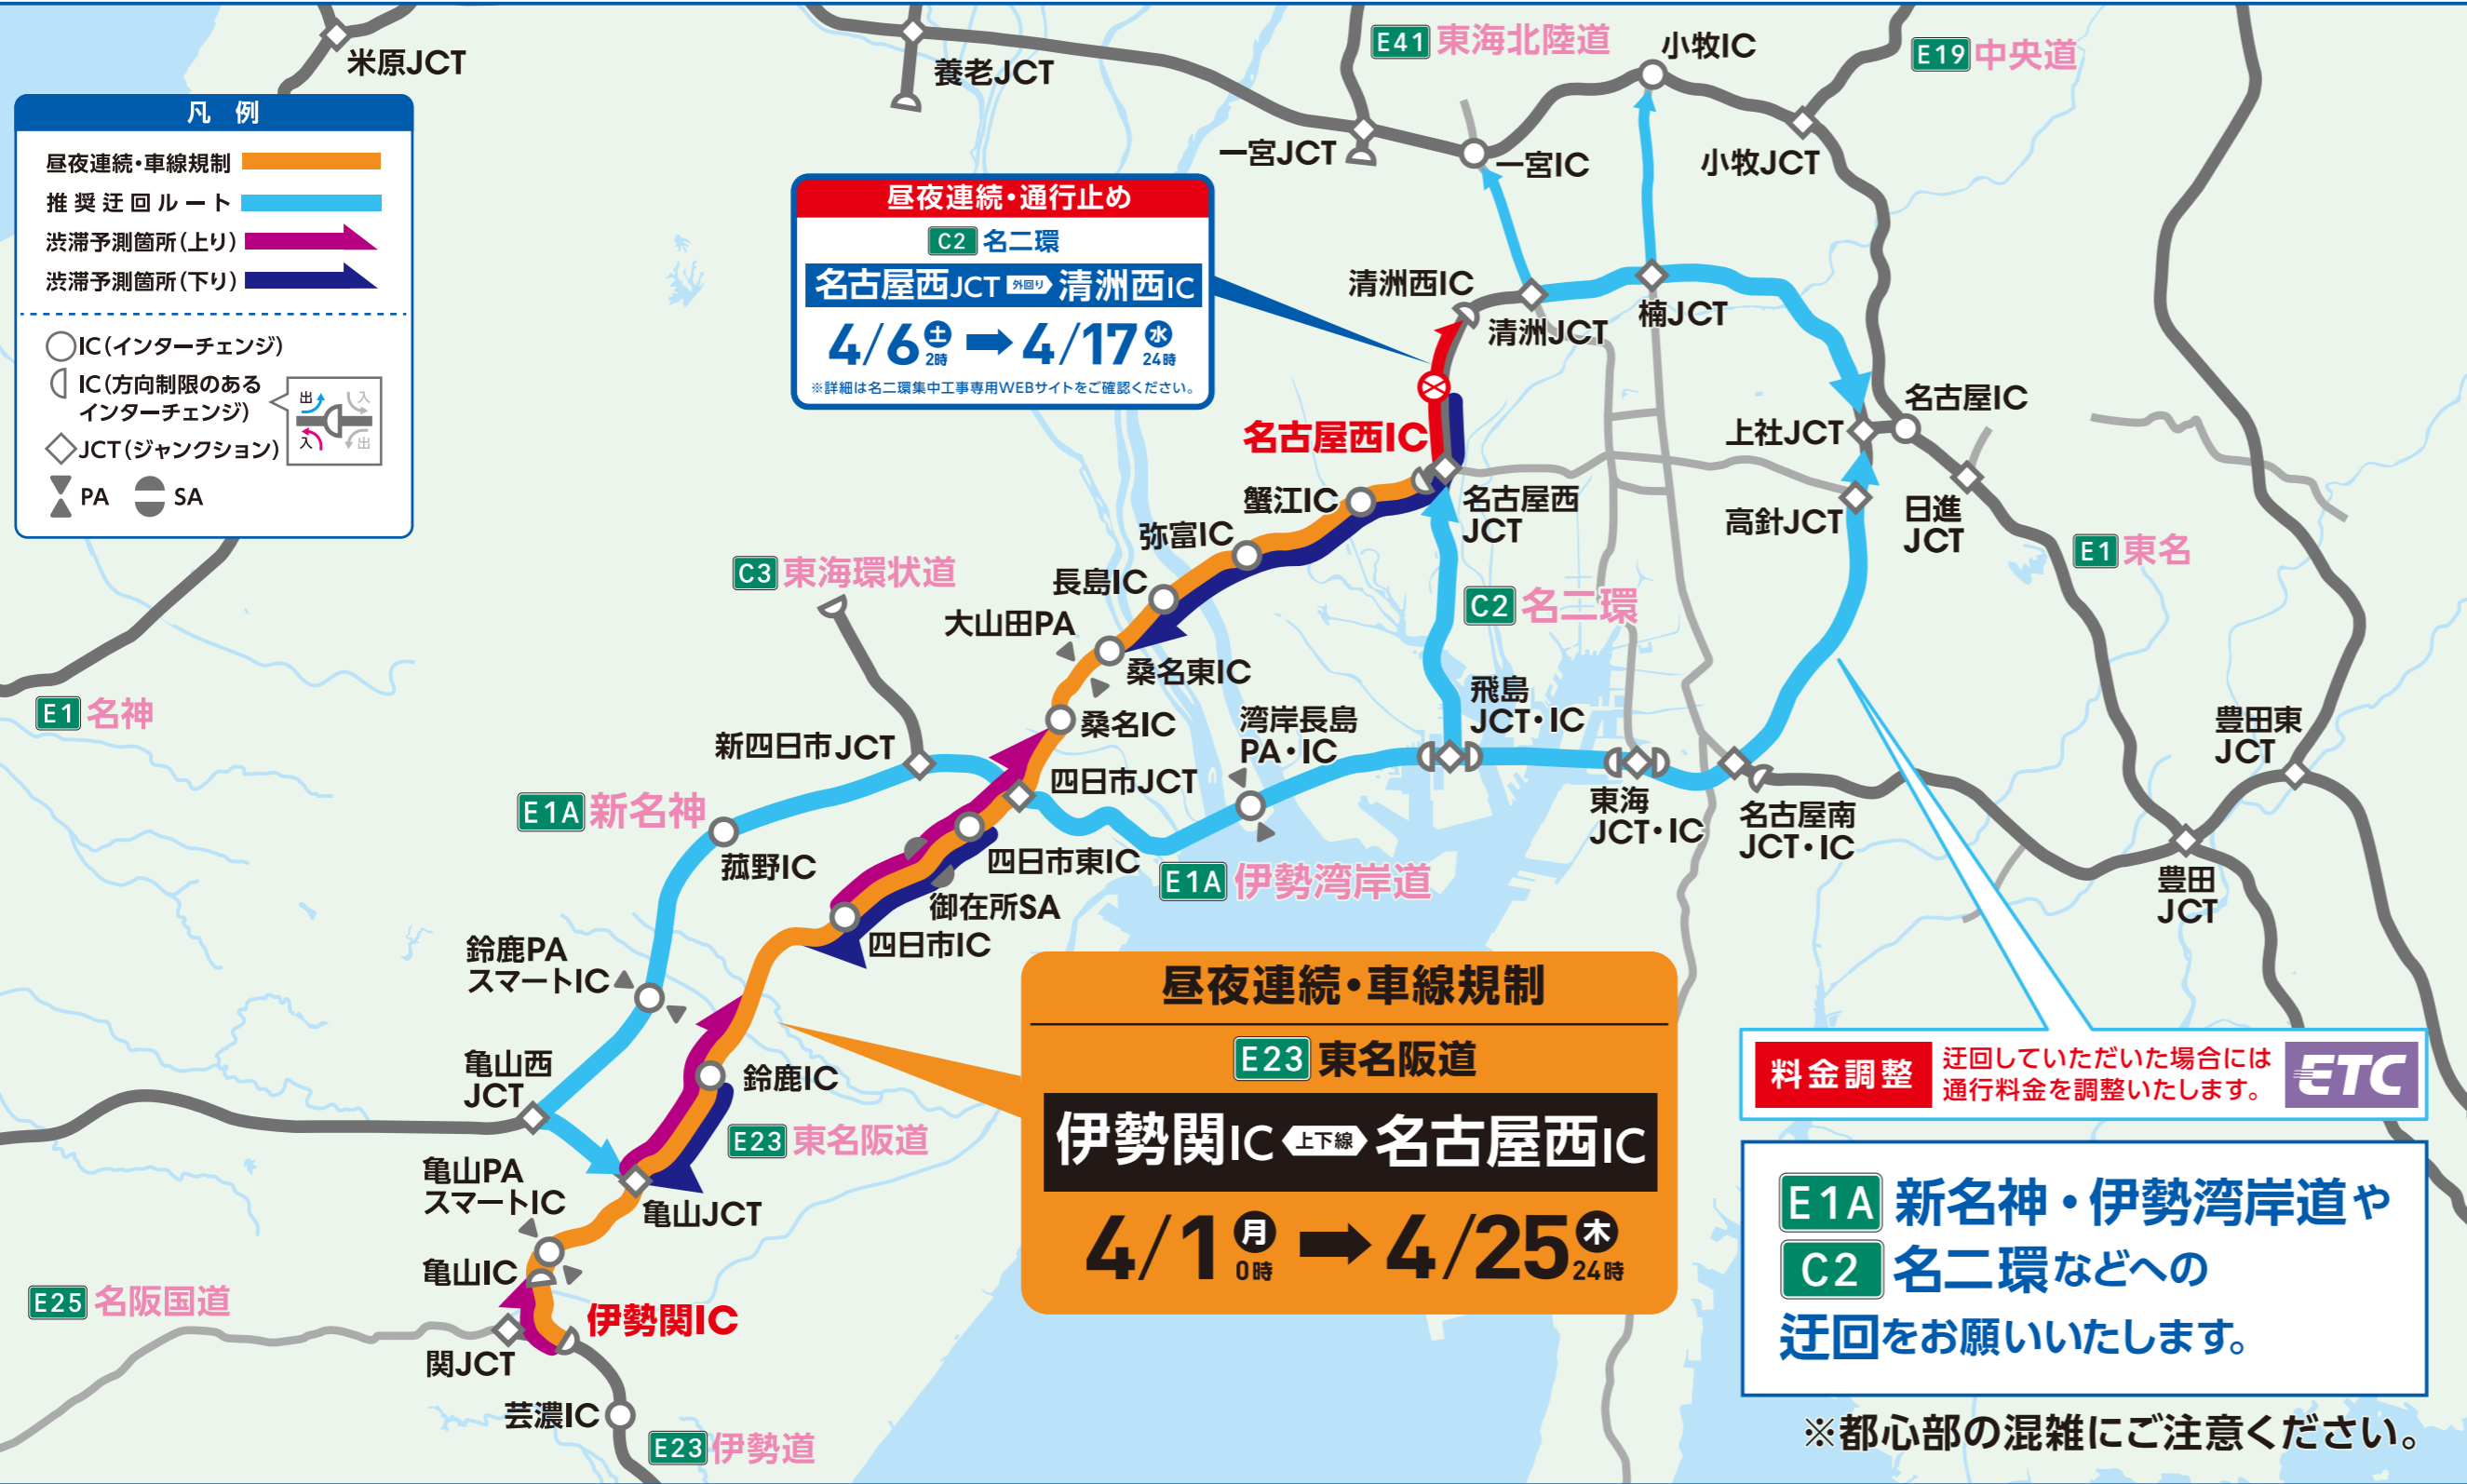 米原JCT
養老JCT
E41 東海北陸道
小牧IC
E19 中央道
一宮JCT
一宮IC
小牧JCT
凡 例
昼夜連続・車線規制
推奨迂回ルート
渋滞予測箇所(上り)
渋滞予測箇所(下り)
IC(インターチェンジ)
IC(方向制限のある
インターチェンジ)
出
入
入
出
JCT(ジャンクション)
PA
SA
昼夜連続・通行止め
C2 名二環
名古屋西JCT 外回り 清洲西IC
4/6 土 2時 4/17 水 24時
※詳細は名二環集中工事専用WEBサイトをご確認ください。
清洲西IC
清洲JCT
楠JCT
名古屋西IC
上社JCT
名古屋IC
蟹江IC
名古屋西
JCT
高針JCT
日進
JCT
弥富IC
E1 東名
C3 東海環状道
長島IC
大山田PA
C2 名二環
桑名東IC
E1 名神
桑名IC
湾岸長島
PA・IC
飛島
JCT・IC
豊田東
JCT
新四日市JCT
四日市JCT
E1A 新名神
東海
JCT・IC
名古屋南
JCT・IC
菰野IC
四日市東IC
E1A 伊勢湾岸道
豊田
JCT
御在所SA
四日市IC
鈴鹿PA
スマートIC
昼夜連続・車線規制
E23 東名阪道
伊勢関IC 上下線 名古屋西IC
4/1 月 0時 4/25 木 24時
料金調整
迂回していただいた場合には
通行料金を調整いたします。
ETC
亀山西
JCT
鈴鹿IC
E23 東名阪道
亀山PA
スマートIC
亀山JCT
E1A 新名神・伊勢湾岸道や
C2 名二環などへの
迂回をお願いいたします。
亀山IC
E25 名阪国道
伊勢関IC
関JCT
芸濃IC
E23 伊勢道
※都心部の混雑にご注意ください。